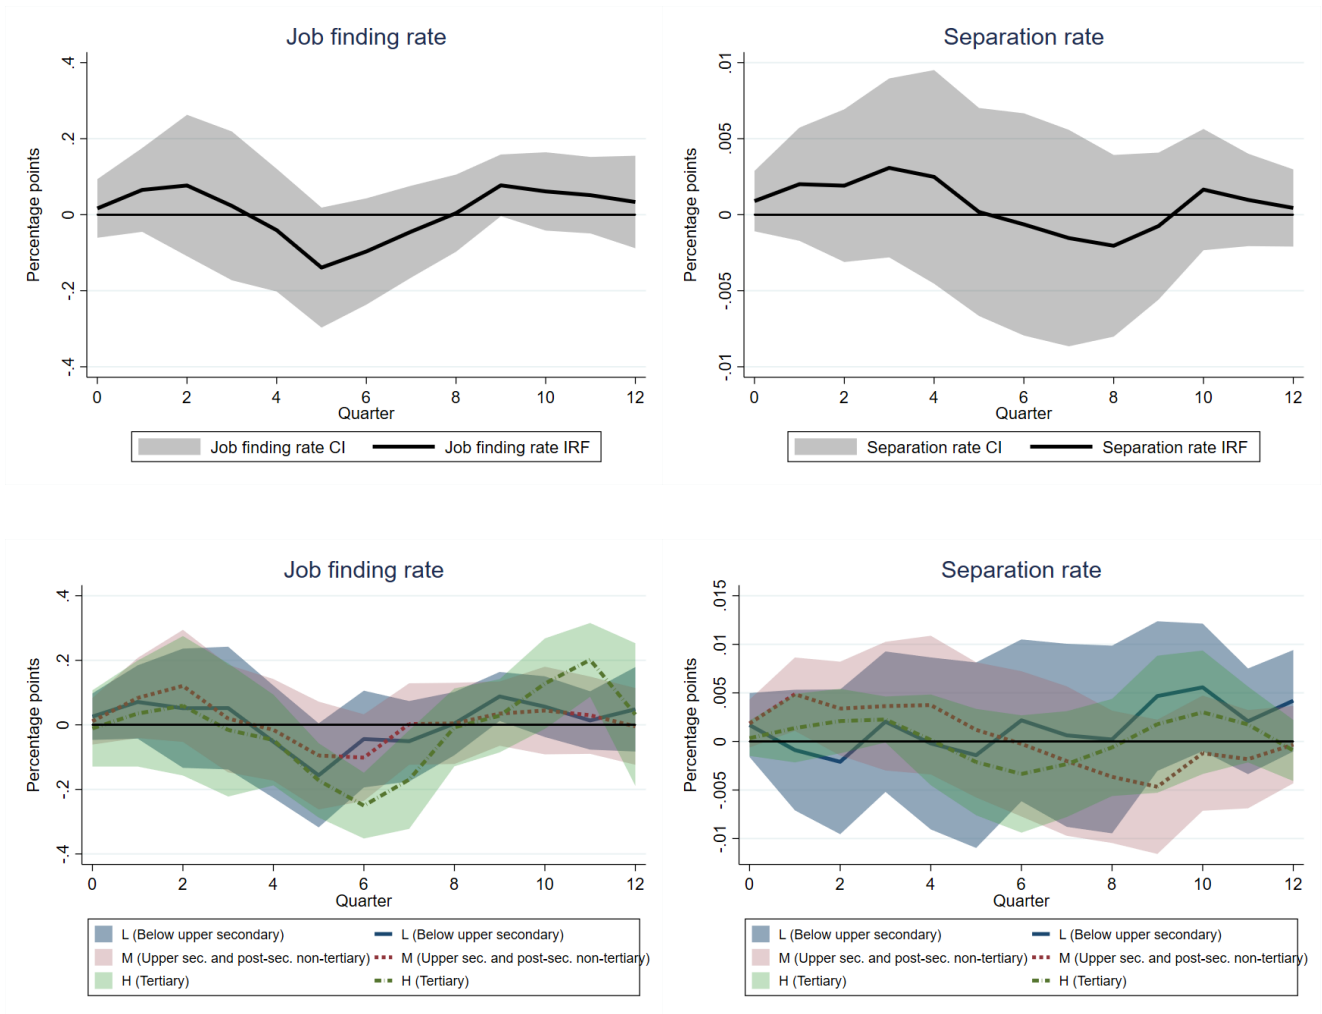 Job finding rate
Percentage points
.4
.2
0
-.2
-.4
0 2 4 6 8 10 12
Quarter
Job finding rate CI Job finding rate IRF
Separation rate
Percentage points
.01
.005
0
-.005
-.01
0 2 4 6 8 10 12
Quarter
Separation rate CI Separation rate IRF
Job finding rate
Percentage points
.4
.2
0
-.2
-.4
0 2 4 6 8 10 12
Quarter
L (Below upper secondary) L (Below upper secondary)
M (Upper sec. and post-sec. non-tertiary) M (Upper sec. and post-sec. non-tertiary)
H (Tertiary) H (Tertiary)
Separation rate
Percentage points
.015
.01
.005
0
-.005
-.01
0 2 4 6 8 10 12
Quarter
L (Below upper secondary) L (Below upper secondary)
M (Upper sec. and post-sec. non-tertiary) M (Upper sec. and post-sec. non-tertiary)
H (Tertiary) H (Tertiary)